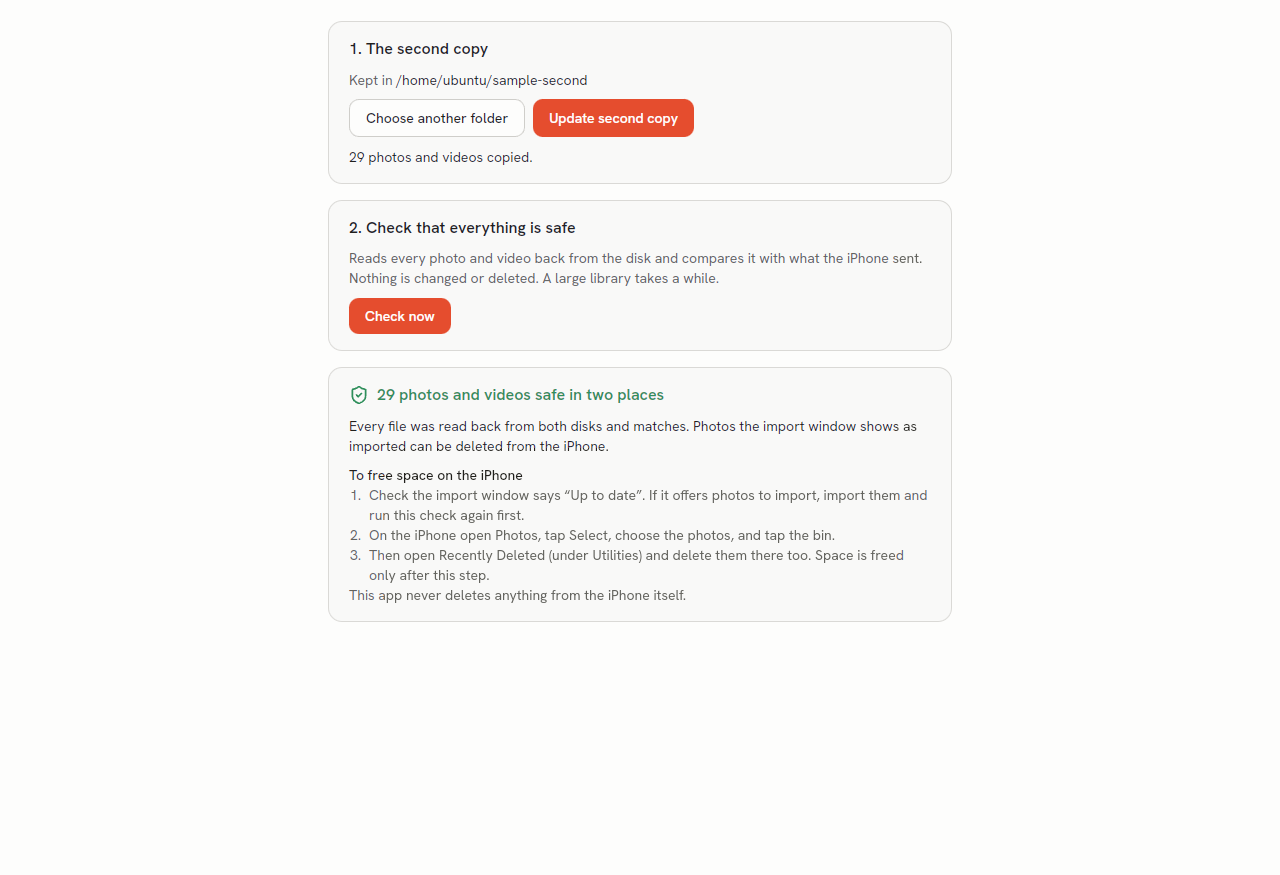 1. The second copy
Kept in /home/ubuntu/sample-second
Choose another folder
Update second copy
29 photos and videos copied.
2. Check that everything is safe
Reads every photo and video back from the disk and compares it with what the iPhone sent.
Nothing is changed or deleted. A large library takes a while.
Check now
29 photos and videos safe in two places
Every file was read back from both disks and matches. Photos the import window shows as
imported can be deleted from the iPhone.
To free space on the iPhone
1. Check the import window says “Up to date”. If it offers photos to import, import them and
run this check again first.
2. On the iPhone open Photos, tap Select, choose the photos, and tap the bin.
3. Then open Recently Deleted (under Utilities) and delete them there too. Space is freed
only after this step.
This app never deletes anything from the iPhone itself.